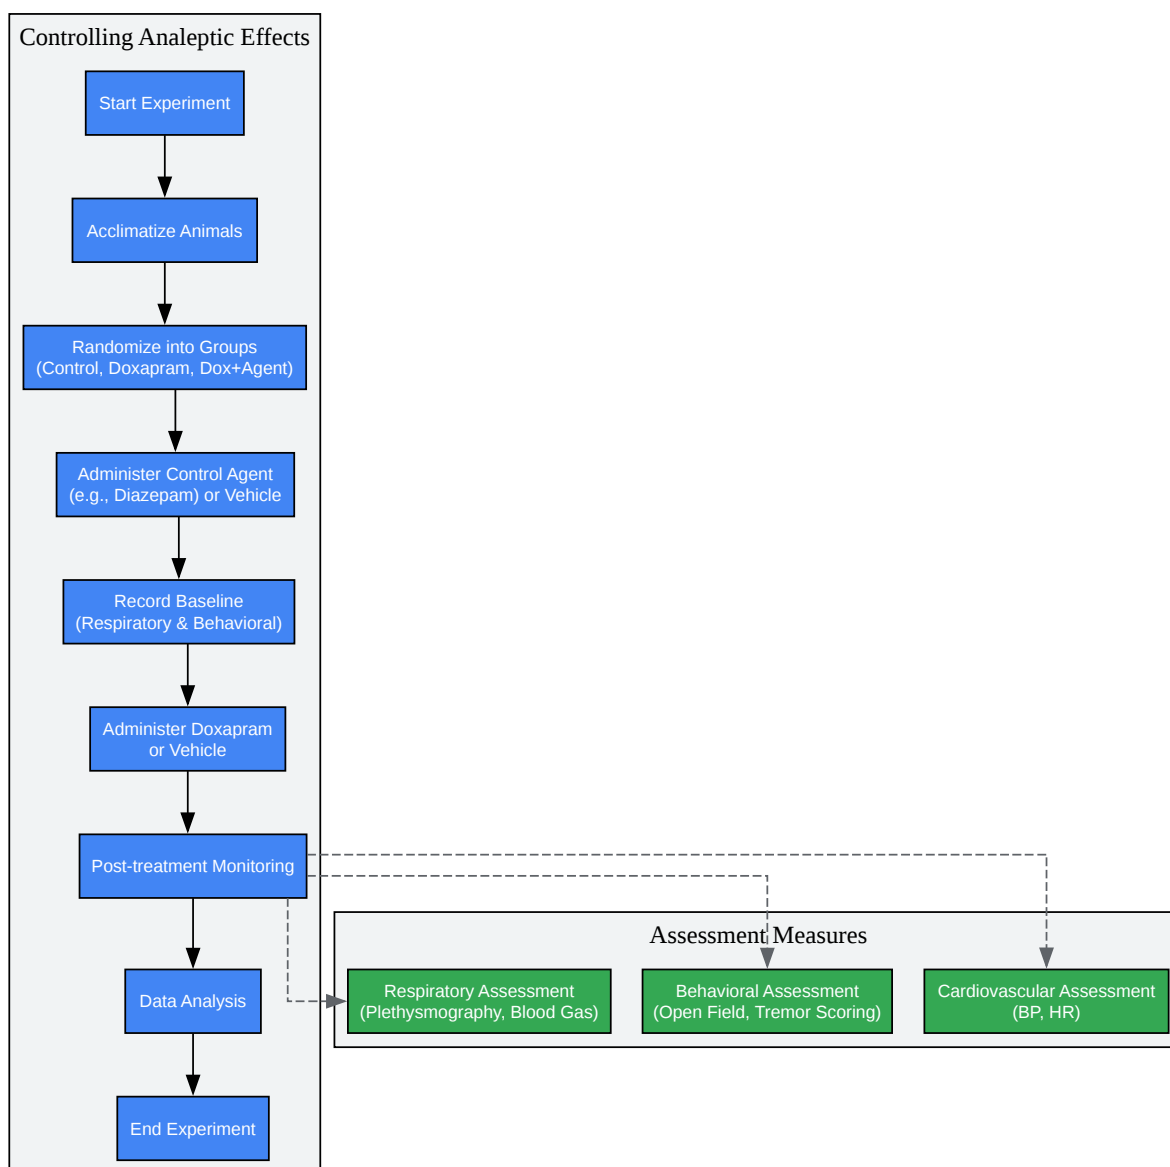 Controlling Analeptic Effects
Start Experiment
Acclimatize Animals
Randomize into Groups
(Control, Doxapram, Dox+Agent)
Administer Control Agent
(e.g., Diazepam) or Vehicle
Record Baseline
(Respiratory & Behavioral)
Administer Doxapram
or Vehicle
Post-treatment Monitoring
Data Analysis
End Experiment
Assessment Measures
Respiratory Assessment
(Plethysmography, Blood Gas)
Behavioral Assessment
(Open Field, Tremor Scoring)
Cardiovascular Assessment
(BP, HR)